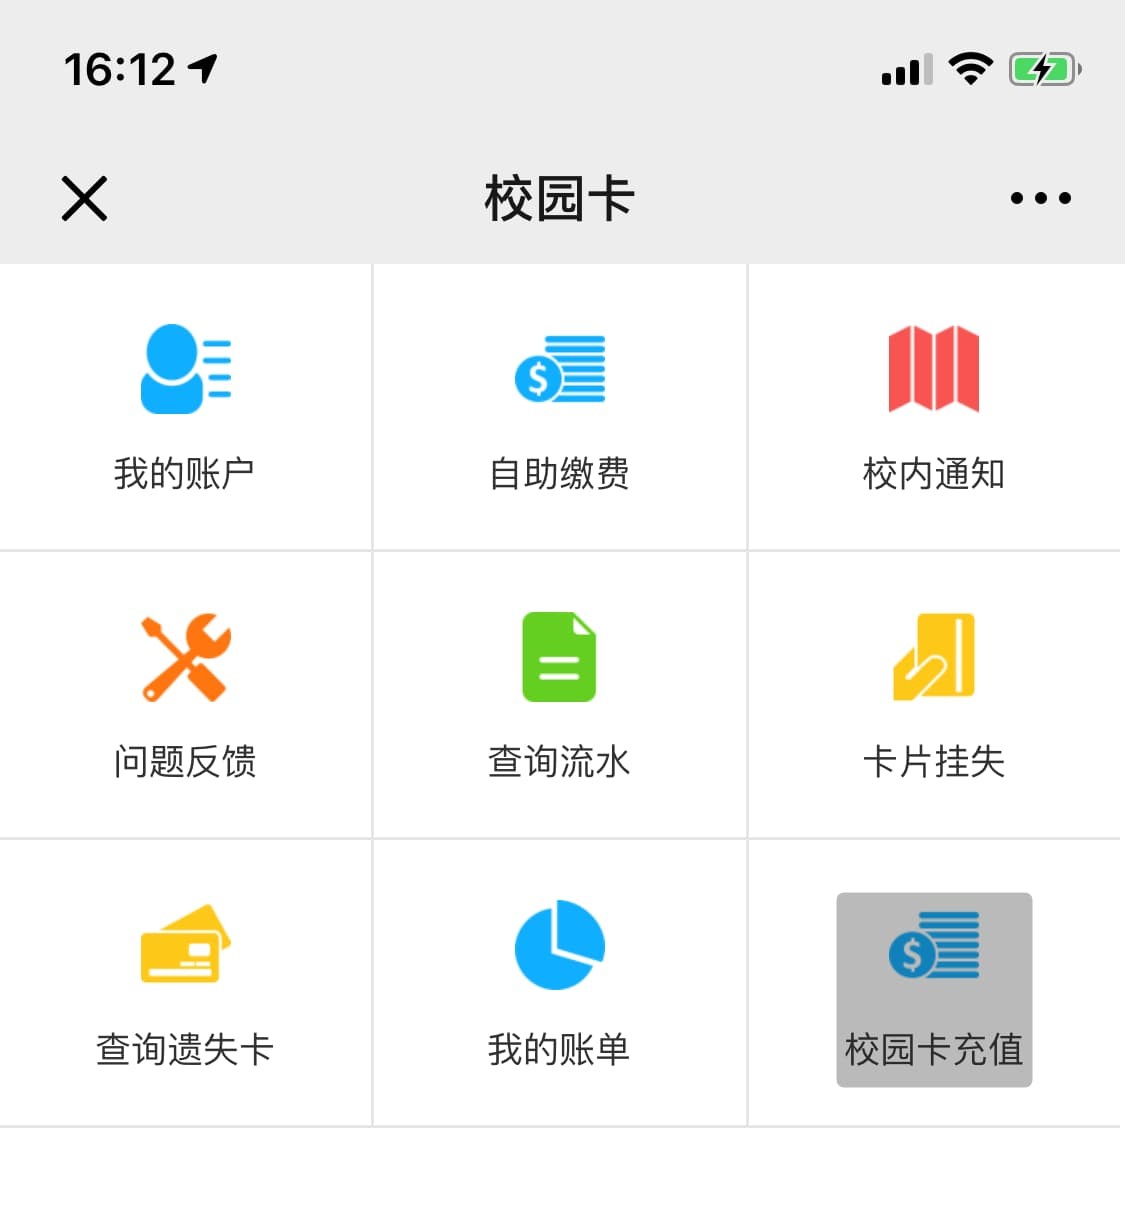 16:12
校园卡
我的账户
自助缴费
校内通知
问题反馈
查询流水
卡片挂失
查询遗失卡
我的账单
校园卡充值